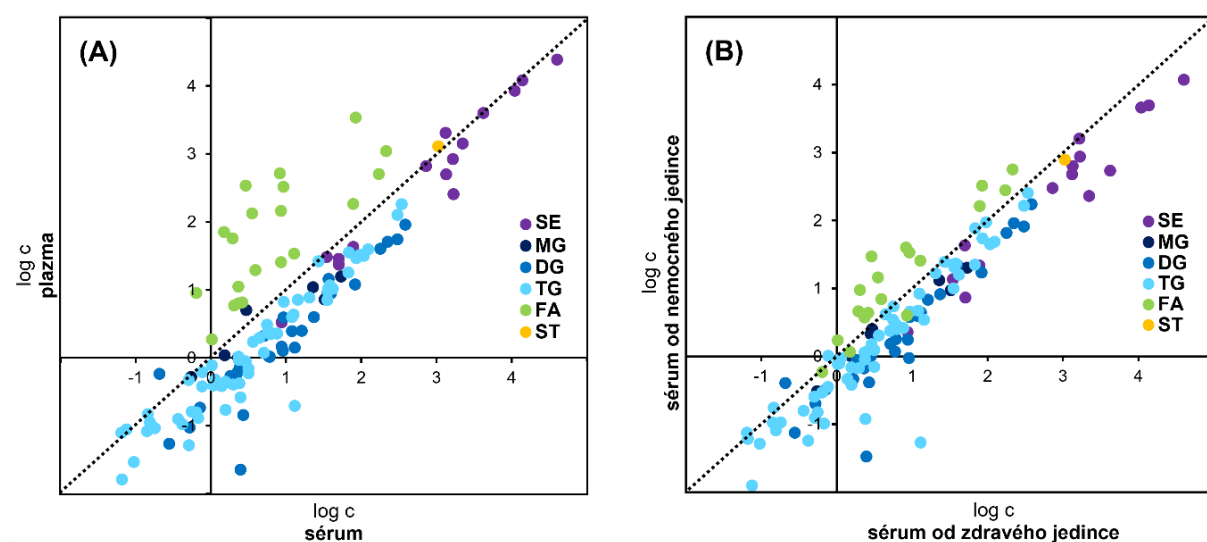 (A)
4
3
2
1
0
-1
-1
1
2
3
4
log c
plazma
SE
MG
DG
TG
FA
ST
log c
sérum
(B)
4
3
2
1
0
-1
-1
1
2
3
4
log c
sérum od nemocného jedince
SE
MG
DG
TG
FA
ST
log c
sérum od zdravého jedince